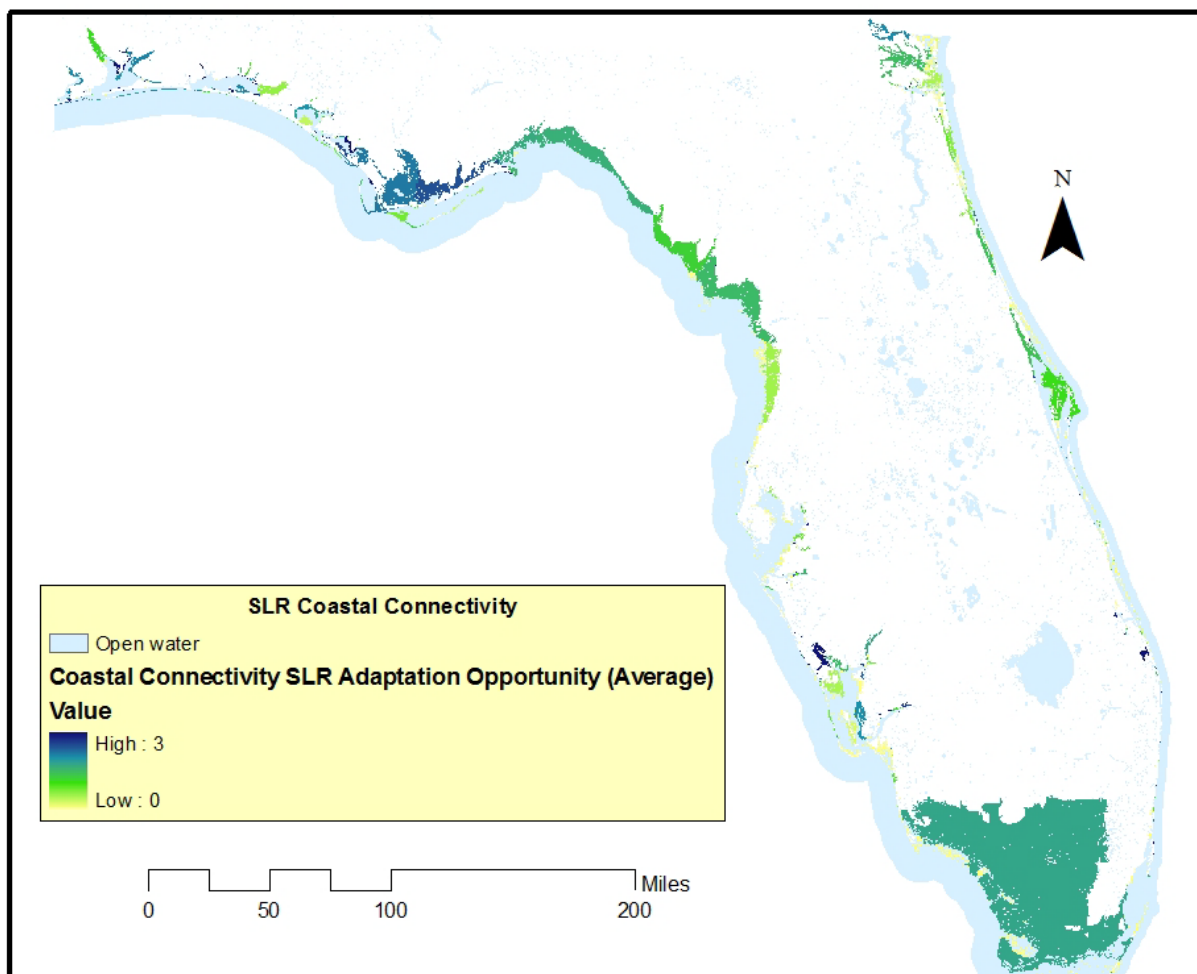 N
SLR Coastal Connectivity
Open water
Coastal Connectivity SLR Adaptation Opportunity (Average)
Value
High : 3
Low : 0
Miles
0 50 100 200